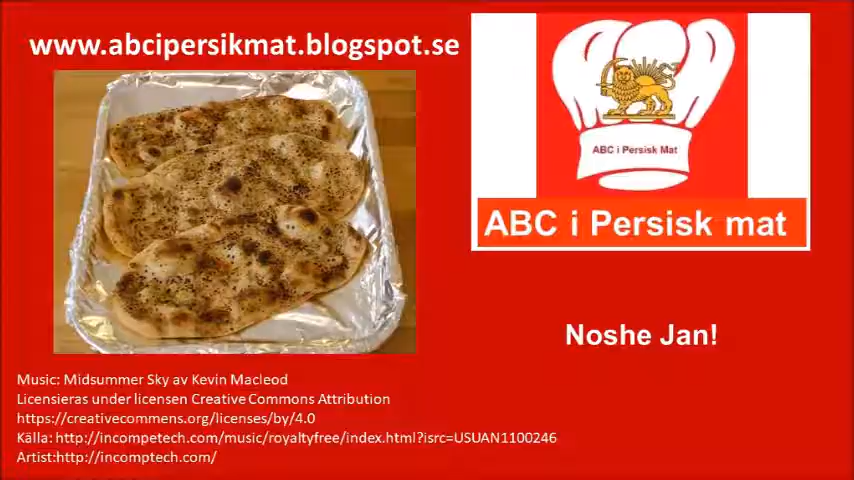 www.abcipersikmat.blogspot.se
ABC i Persisk Mat
ABC i Persisk mat
Noshe Jan!
Music: Midsummer Sky av Kevin Macleod
Licensieras under licensen Creative Commons Attribution
https://creativecommens.org/licenses/by/4.0
Källa: http://incompetech.com/music/royaltyfree/index.html?isrc=USUAN1100246
Artist:http://incomptech.com/